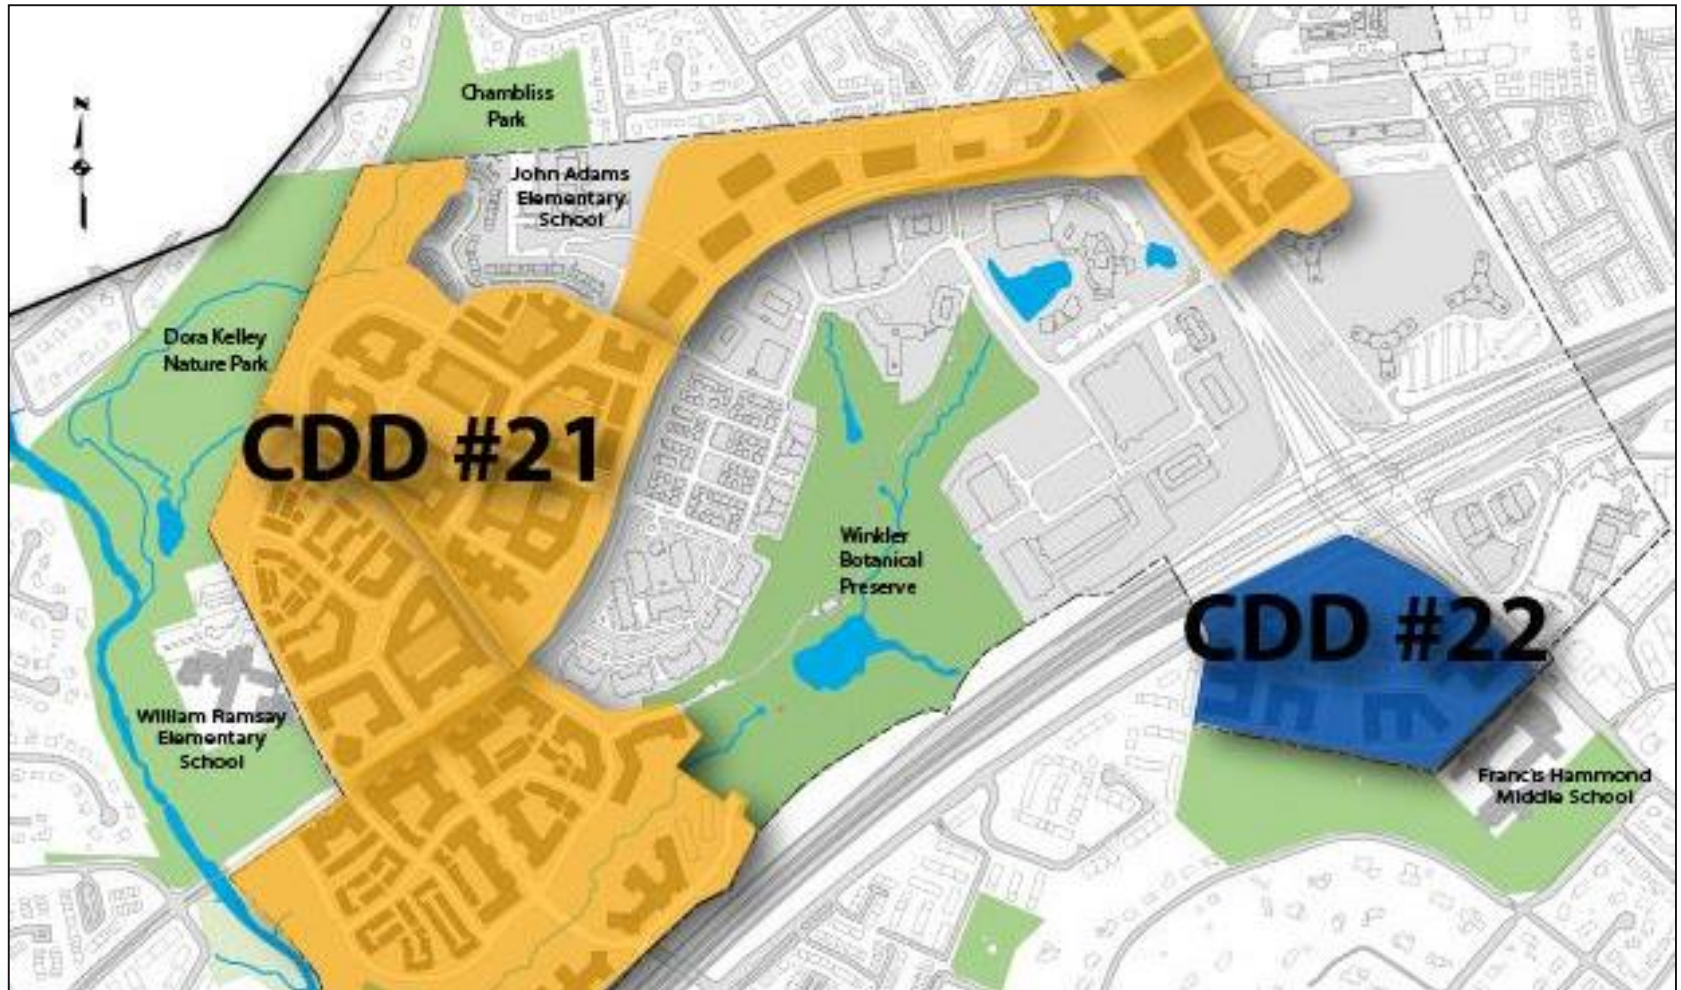 N
Chambliss
Park
John Adams
Elementary
School
Dora Kelley
Nature Park
CDD #21
Winkler
Botanical
Preserve
CDD #22
William Ramsay
Elementary
School
Francis Hammond
Middle School